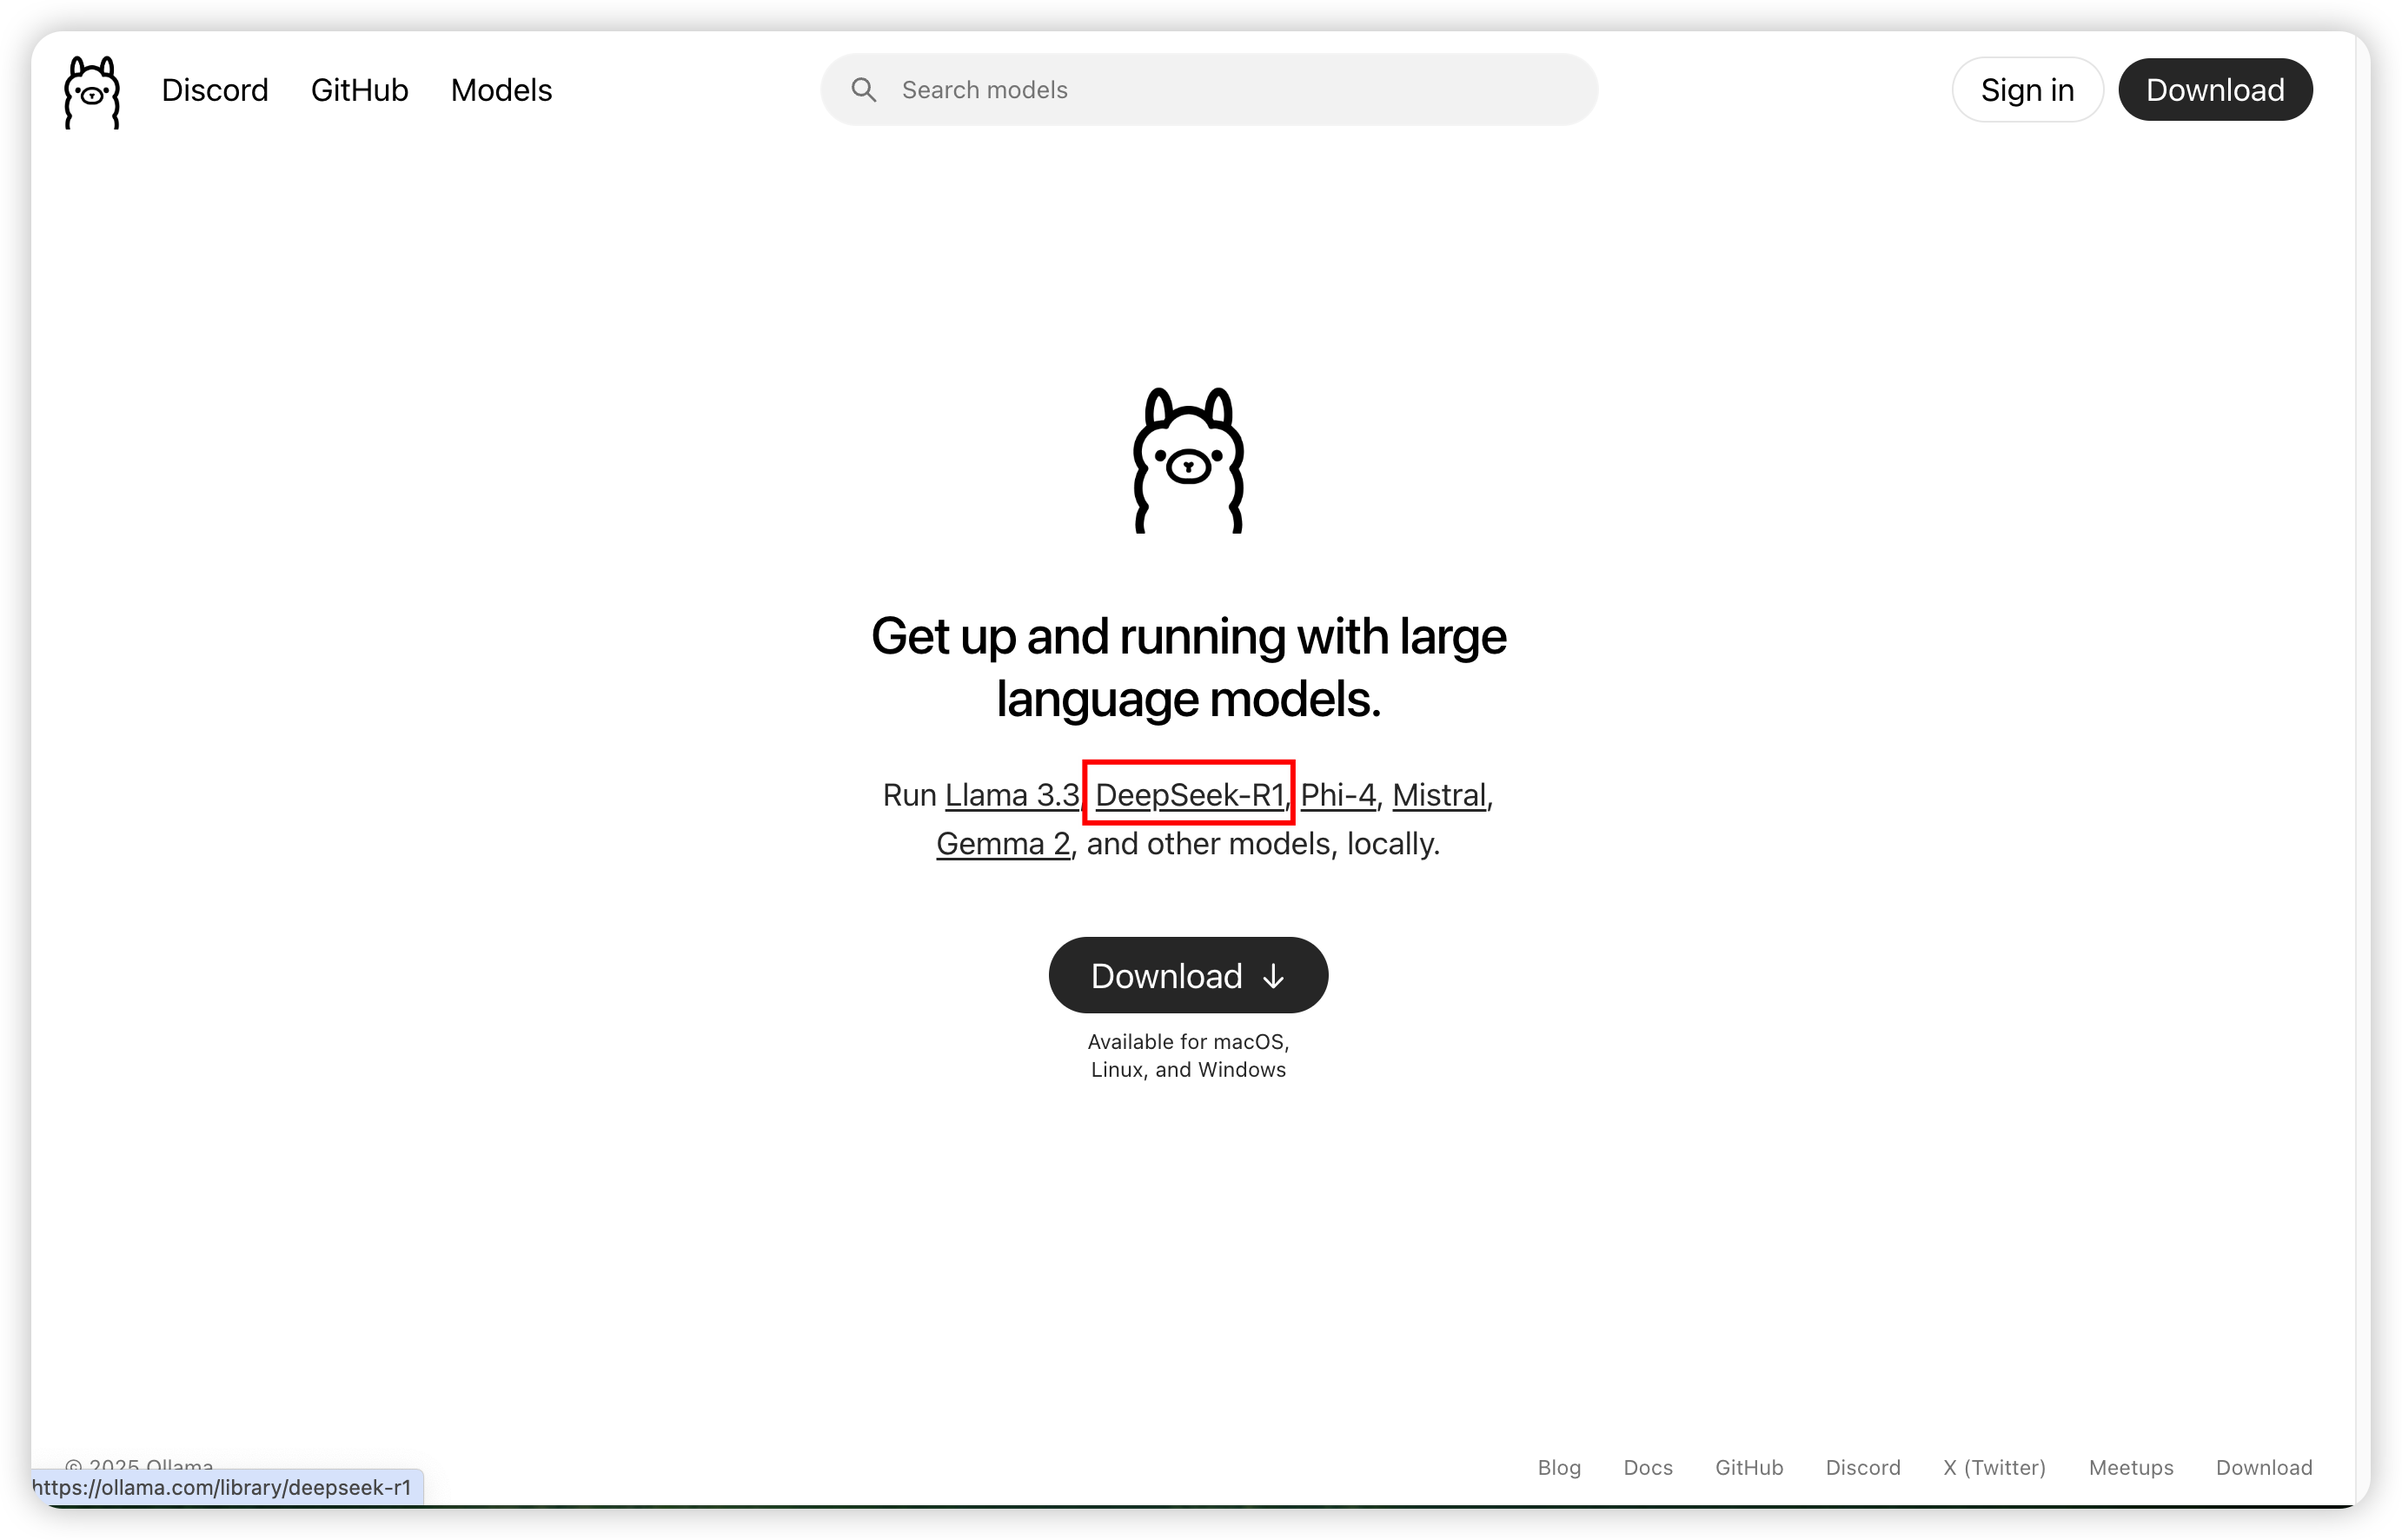 Discord GitHub Models Search models Sign in Download
Get up and running with large
language models.
Run Llama 3.3, DeepSeek-R1, Phi-4, Mistral,
Gemma 2, and other models, locally.
Download ↓
Available for macOS,
Linux, and Windows
© 2025 Ollama Blog Docs GitHub Discord X (Twitter) Meetups Download
https://ollama.com/library/deepseek-r1